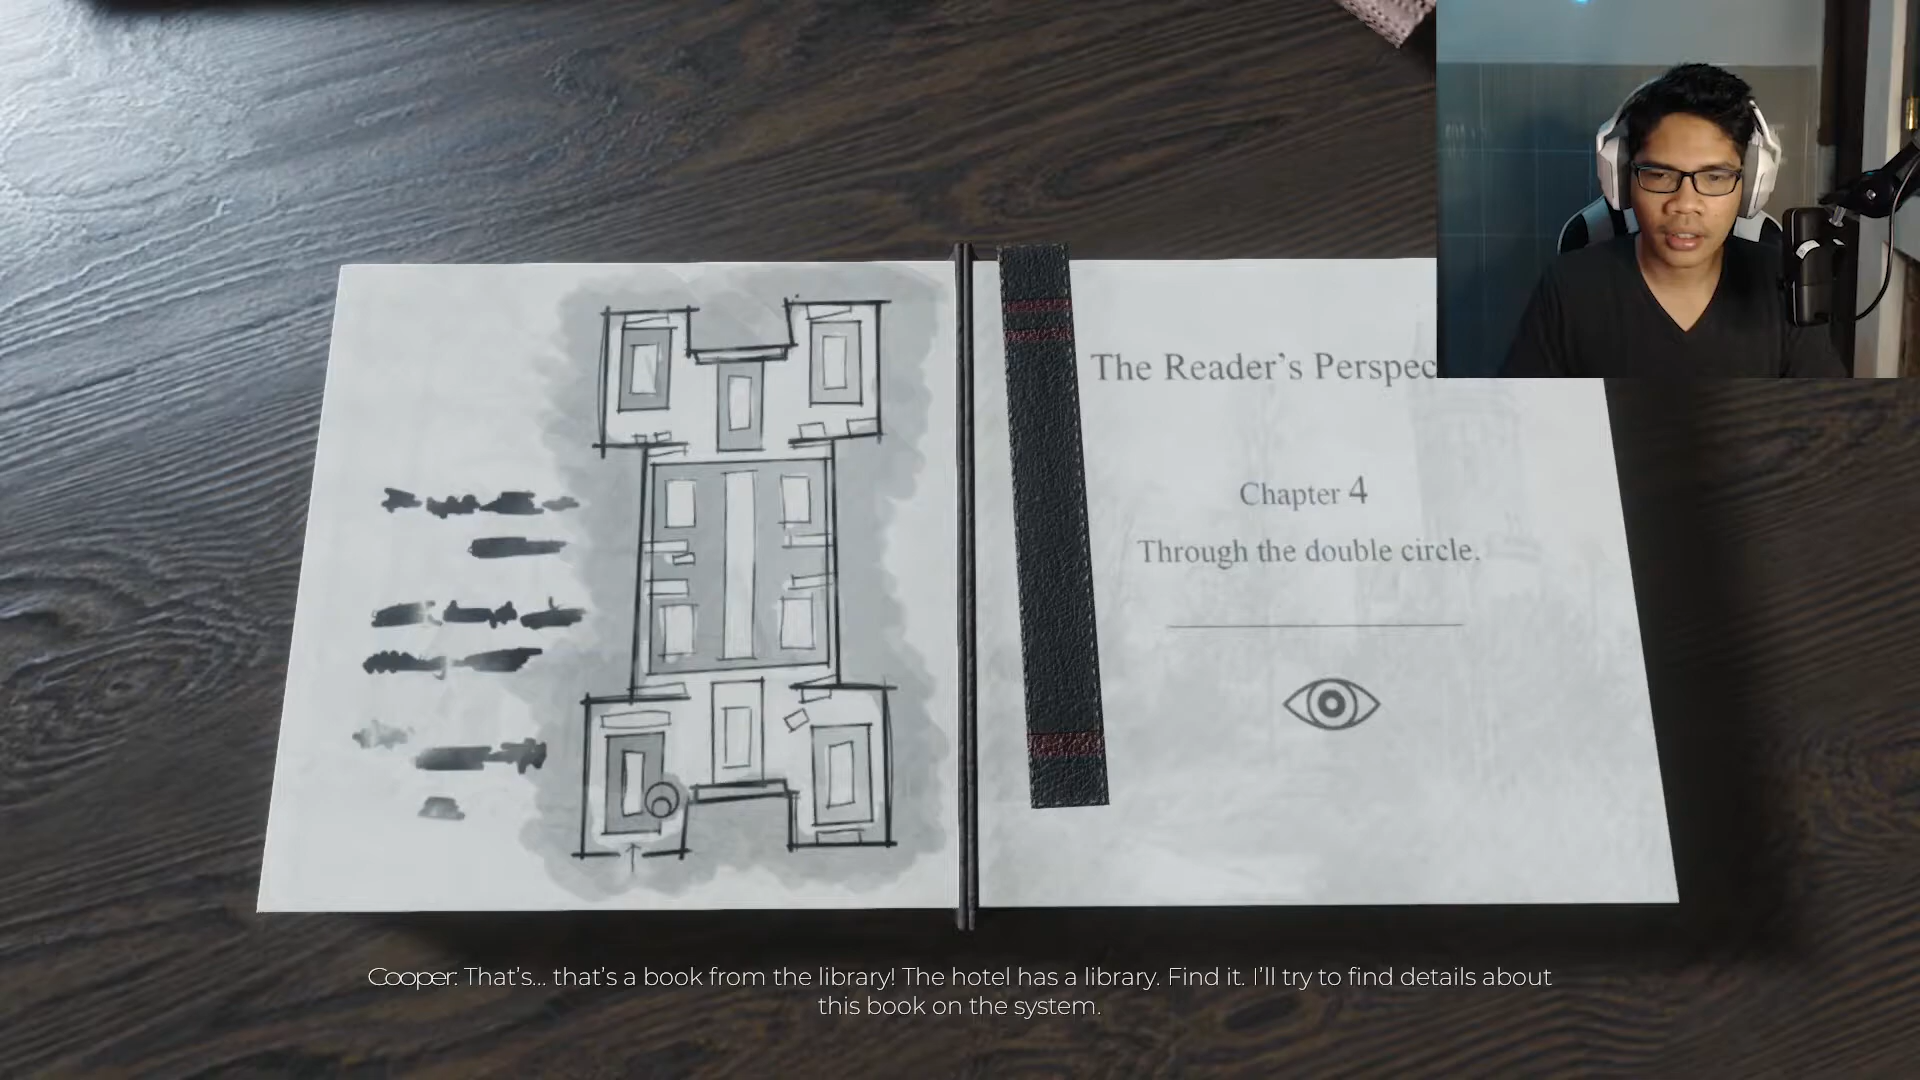 The Reader's Perspec
Chapter 4
Through the double circle.
Cooper: That's... that's a book from the library! The hotel has a library. Find it. I'll try to find details about
this book on the system.